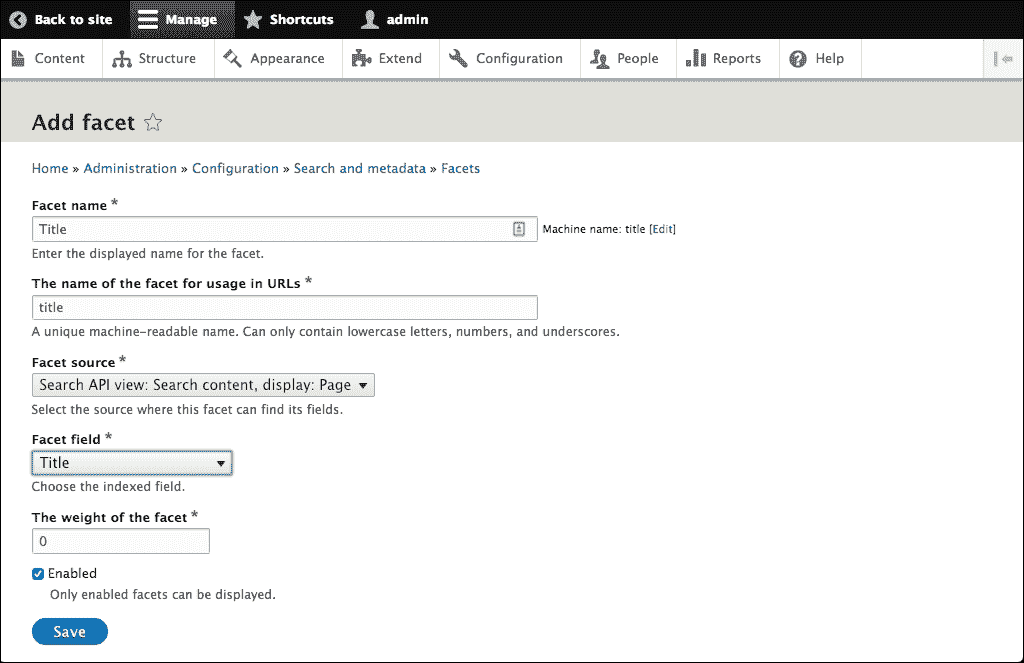 Back to site Manage Shortcuts admin
Content Structure Appearance Extend Configuration People Reports Help
Add facet
Home » Administration » Configuration » Search and metadata » Facets
Facet name *
Title Machine name: title [Edit]
Enter the displayed name for the facet.
The name of the facet for usage in URLs *
title
A unique machine-readable name. Can only contain lowercase letters, numbers, and underscores.
Facet source *
Search API view: Search content, display: Page
Select the source where this facet can find its fields.
Facet field *
Title
Choose the indexed field.
The weight of the facet *
0
Enabled
Only enabled facets can be displayed.
Save